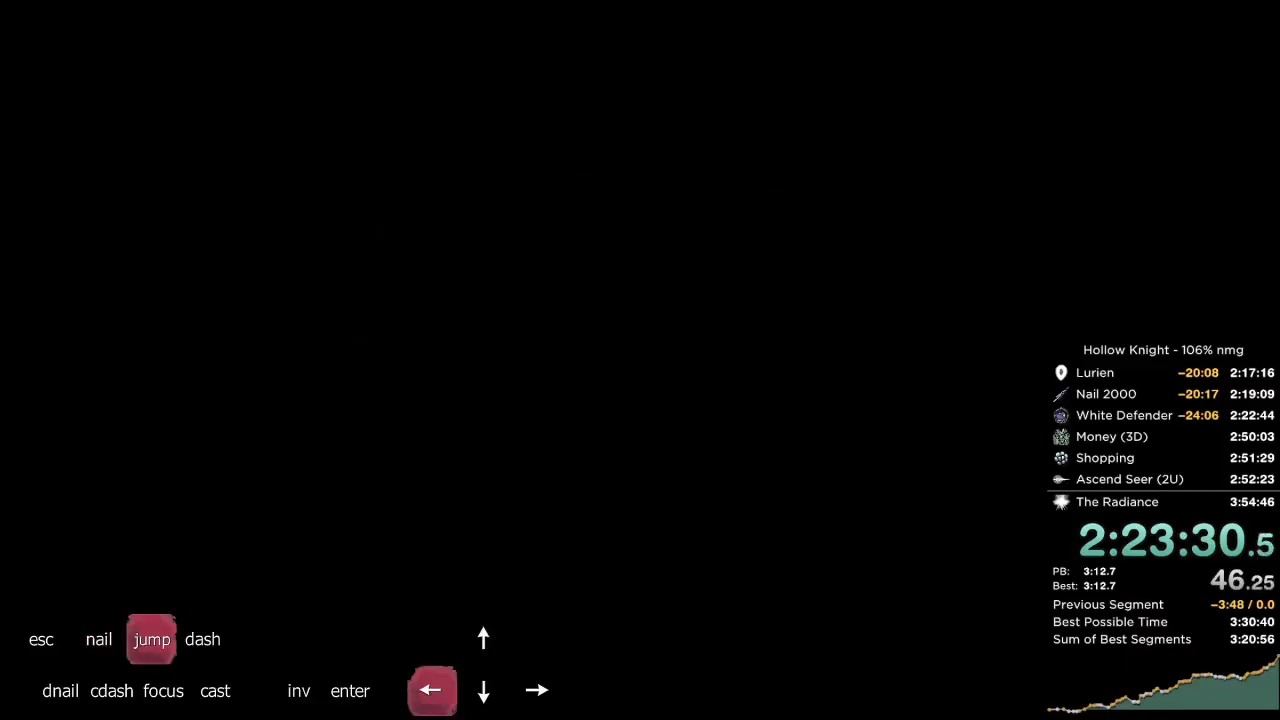 Hollow Knight - 106% nmg
Lurien −20:08 2:17:16
Nail 2000 −20:17 2:19:09
White Defender −24:06 2:22:44
Money (3D) 2:50:03
Shopping 2:51:29
Ascend Seer (2U) 2:52:23
The Radiance 3:54:46
2:23:30.5
PB: 3:12.7
Best: 3:12.7
46.25
Previous Segment −3:48 / 0.0
Best Possible Time 3:30:40
Sum of Best Segments 3:20:56
esc nail jump dash ↑
dnail cdash focus cast inv enter ← ↓ →